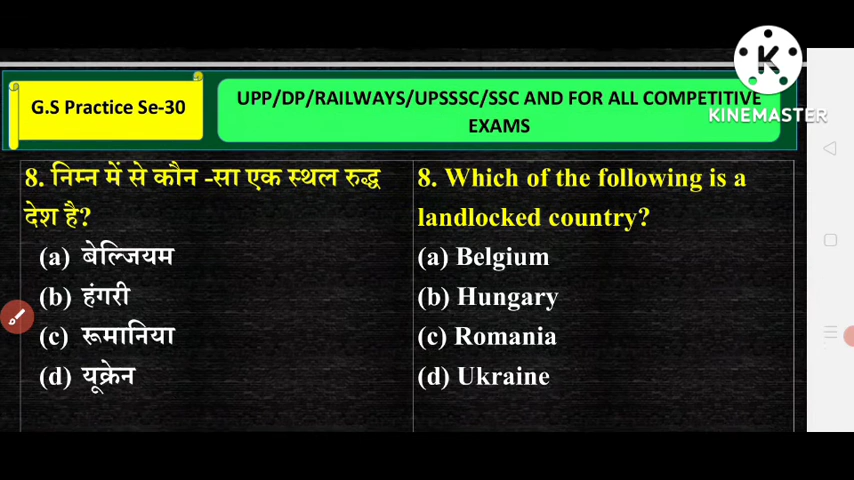 K
KINEMASTER
G.S Practice Se-30
UPP/DP/RAILWAYS/UPSSSC/SSC AND FOR ALL COMPETITIVE
EXAMS
8. निम्न में से कौन -सा एक स्थल रुद्ध
देश है?
(a) बेल्जियम
(b) हंगरी
(c) रूमानिया
(d) यूक्रेन
8. Which of the following is a
landlocked country?
(a) Belgium
(b) Hungary
(c) Romania
(d) Ukraine